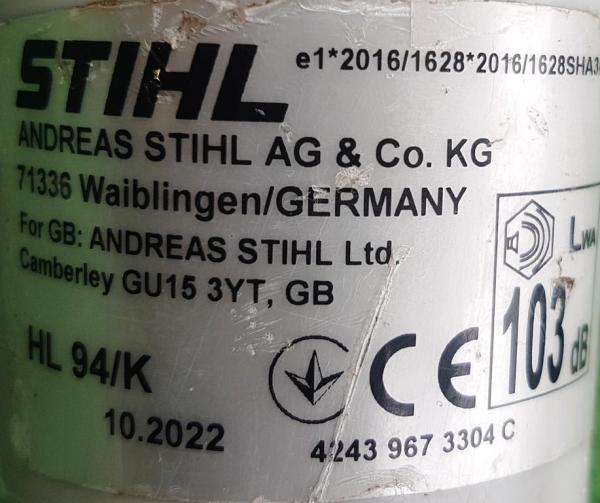 STIHL
e1*2016/1628*2016/1628SHA3
ANDREAS STIHL AG & Co. KG
71336 Waiblingen/GERMANY
For GB: ANDREAS STIHL Ltd.
Camberley GU15 3YT, GB
LWA
103 dB
HL 94/K
CE
10.2022
4243 967 3304 C